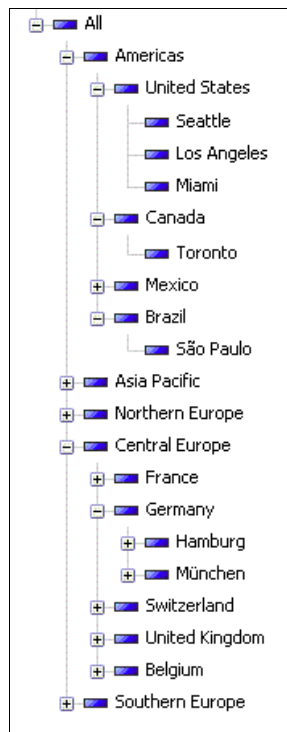 All
Americas
United States
Seattle
Los Angeles
Miami
Canada
Toronto
Mexico
Brazil
São Paulo
Asia Pacific
Northern Europe
Central Europe
France
Germany
Hamburg
München
Switzerland
United Kingdom
Belgium
Southern Europe